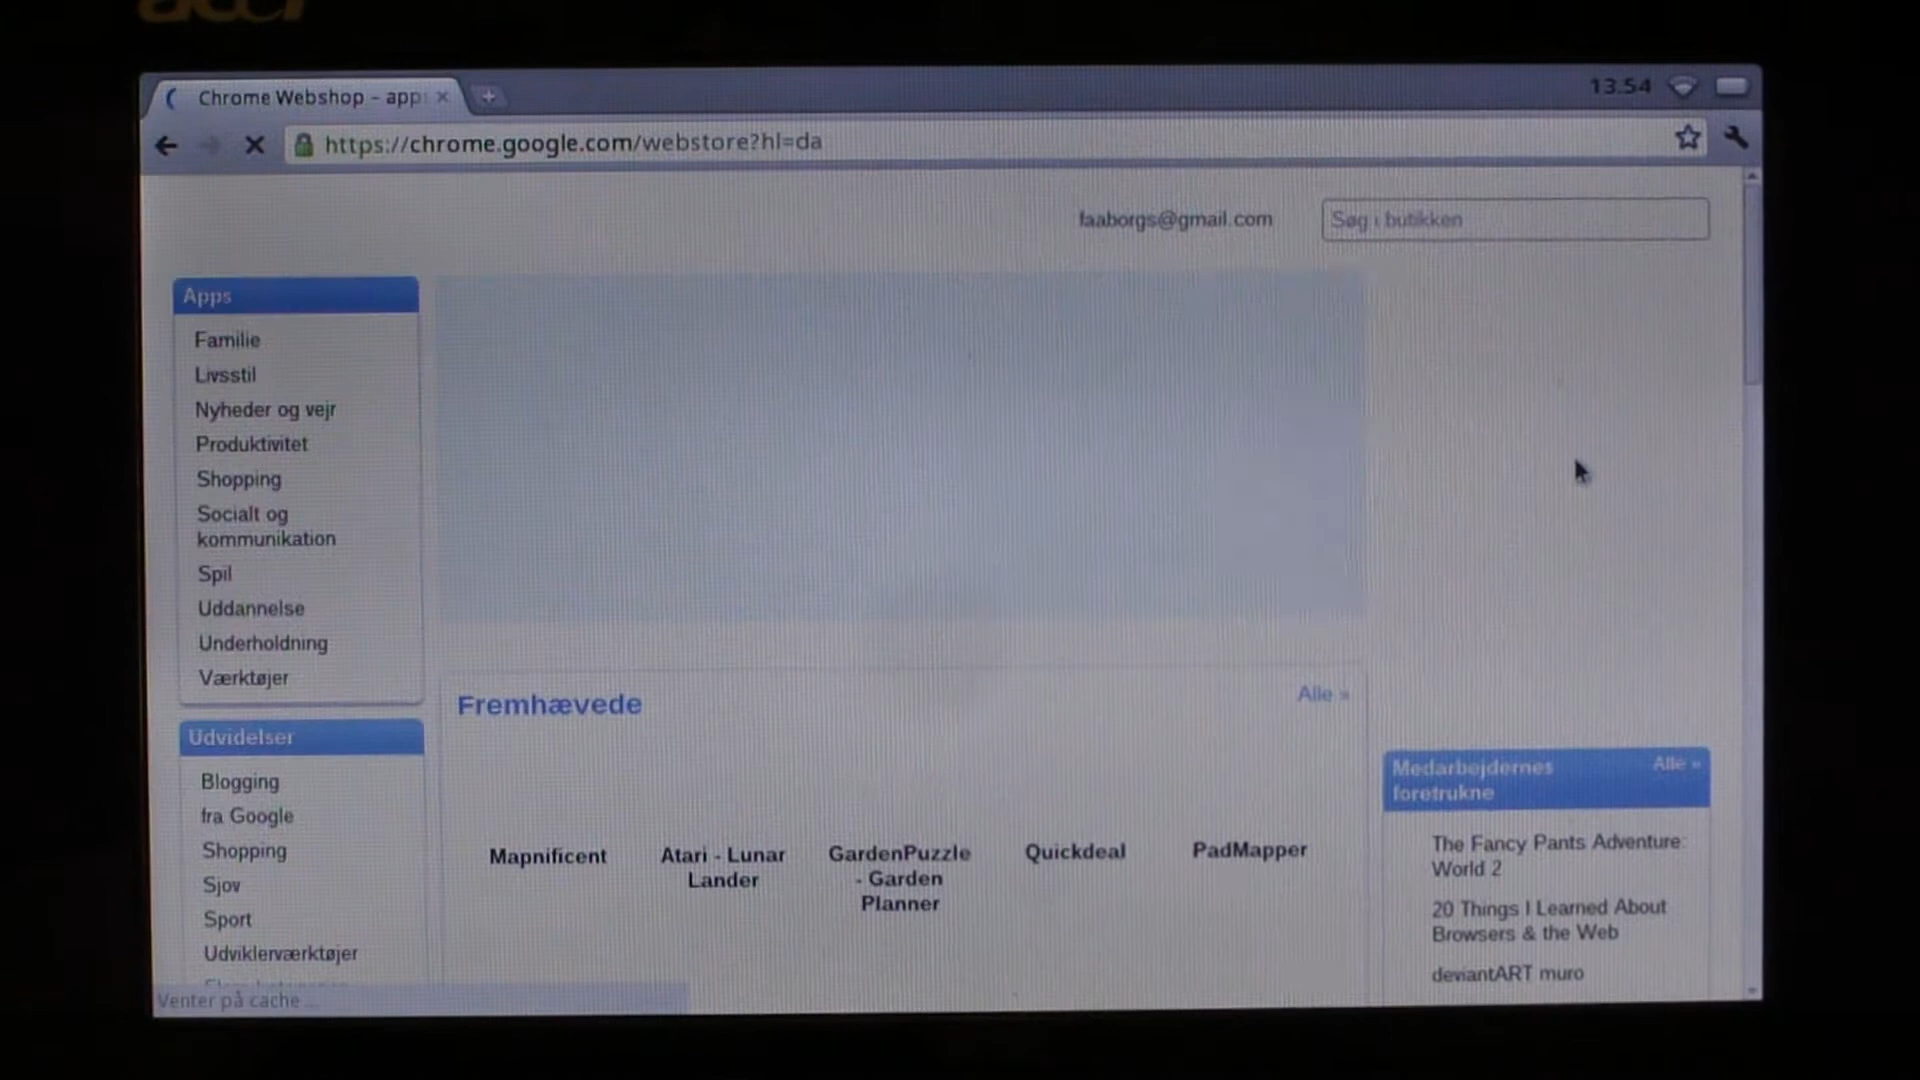 acer
Chrome Webshop - app
13.54
https://chrome.google.com/webstore?hl=da
faaborgs@gmail.com
Søg i butikken
Apps
Familie
Livsstil
Nyheder og vejr
Produktivitet
Shopping
Socialt og
kommunikation
Spil
Uddannelse
Underholdning
Værktøjer
Udvidelser
Blogging
fra Google
Shopping
Sjov
Sport
Udviklerværktøjer
Venter på cache ...
Fremhævede
Alle »
Mapnificent
Atari - Lunar
Lander
GardenPuzzle
- Garden
Planner
Quickdeal
PadMapper
Medarbejdernes
foretrukne
Alle »
The Fancy Pants Adventure:
World 2
20 Things I Learned About
Browsers & the Web
deviantART muro